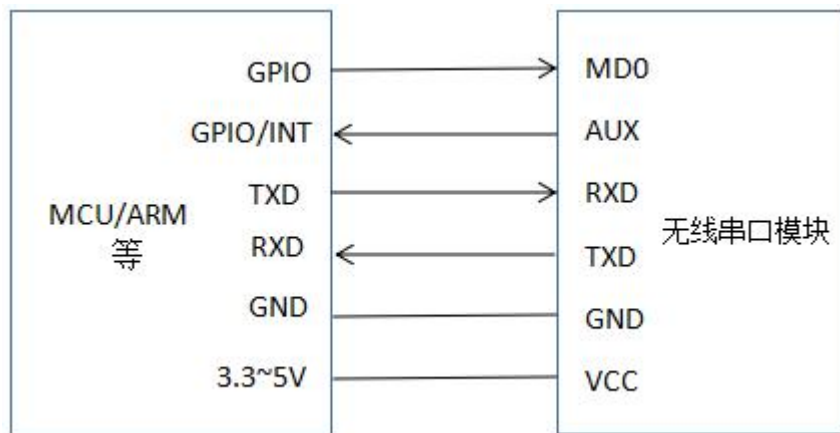 GPIO
GPIO/INT
TXD
MCU/ARM
等
RXD
GND
3.3~5V
MD0
AUX
RXD
无线串口模块
TXD
GND
VCC